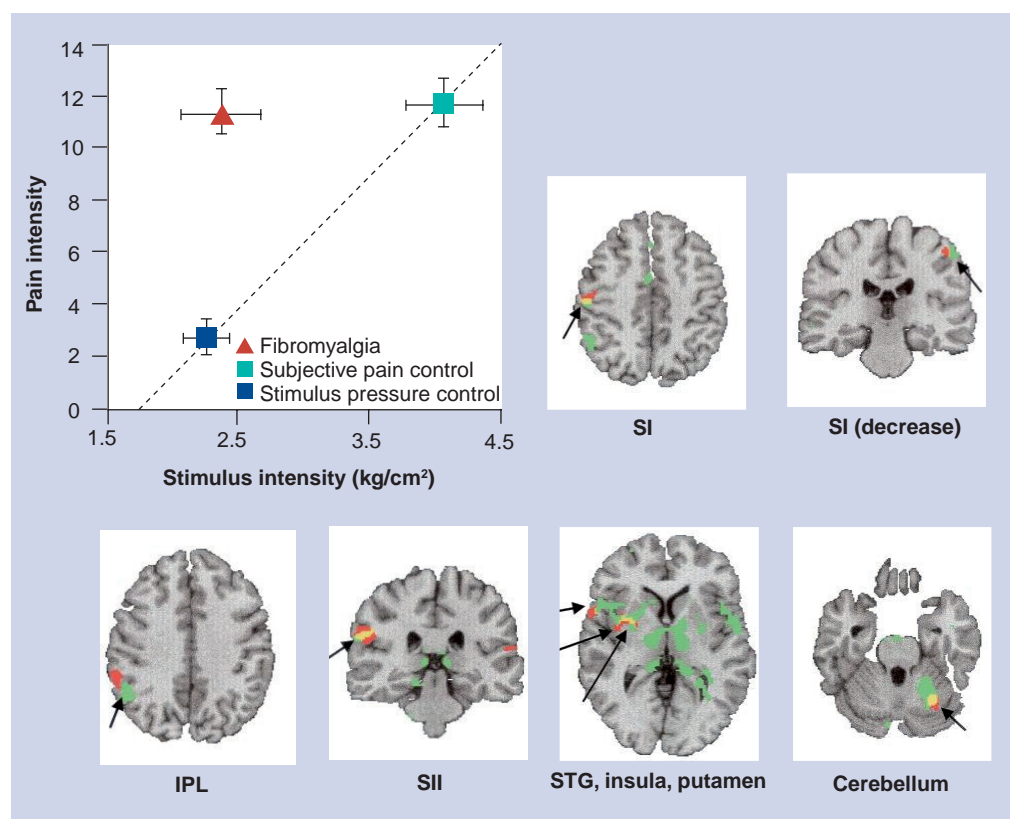 14
12
10
8
6
4
2
0
Pain intensity
Fibromyalgia
Subjective pain control
Stimulus pressure control
1.5 2.5 3.5 4.5
Stimulus intensity (kg/cm²)
SI
SI (decrease)
IPL
SII
STG, insula, putamen
Cerebellum